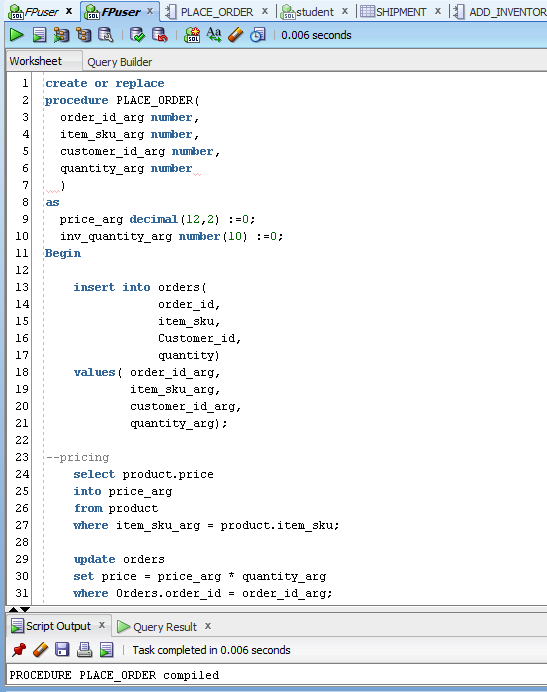 FPuser x FPuser x PLACE_ORDER x student x SHIPMENT x ADD_INVENTOR
0.006 seconds
Worksheet Query Builder
1 create or replace
2 procedure PLACE_ORDER(
3 order_id_arg number,
4 item_sku_arg number,
5 customer_id_arg number,
6 quantity_arg number
7 )
8 as
9 price_arg decimal(12,2) :=0;
10 inv_quantity_arg number(10) :=0;
11 Begin
12
13 insert into orders(
14 order_id,
15 item_sku,
16 Customer_id,
17 quantity)
18 values( order_id_arg,
19 item_sku_arg,
20 customer_id_arg,
21 quantity_arg);
22
23 --pricing
24 select product.price
25 into price_arg
26 from product
27 where item_sku_arg = product.item_sku;
28
29 update orders
30 set price = price_arg * quantity_arg
31 where Orders.order_id = order_id_arg;
Script Output x Query Result x
Task completed in 0.006 seconds
PROCEDURE PLACE_ORDER compiled